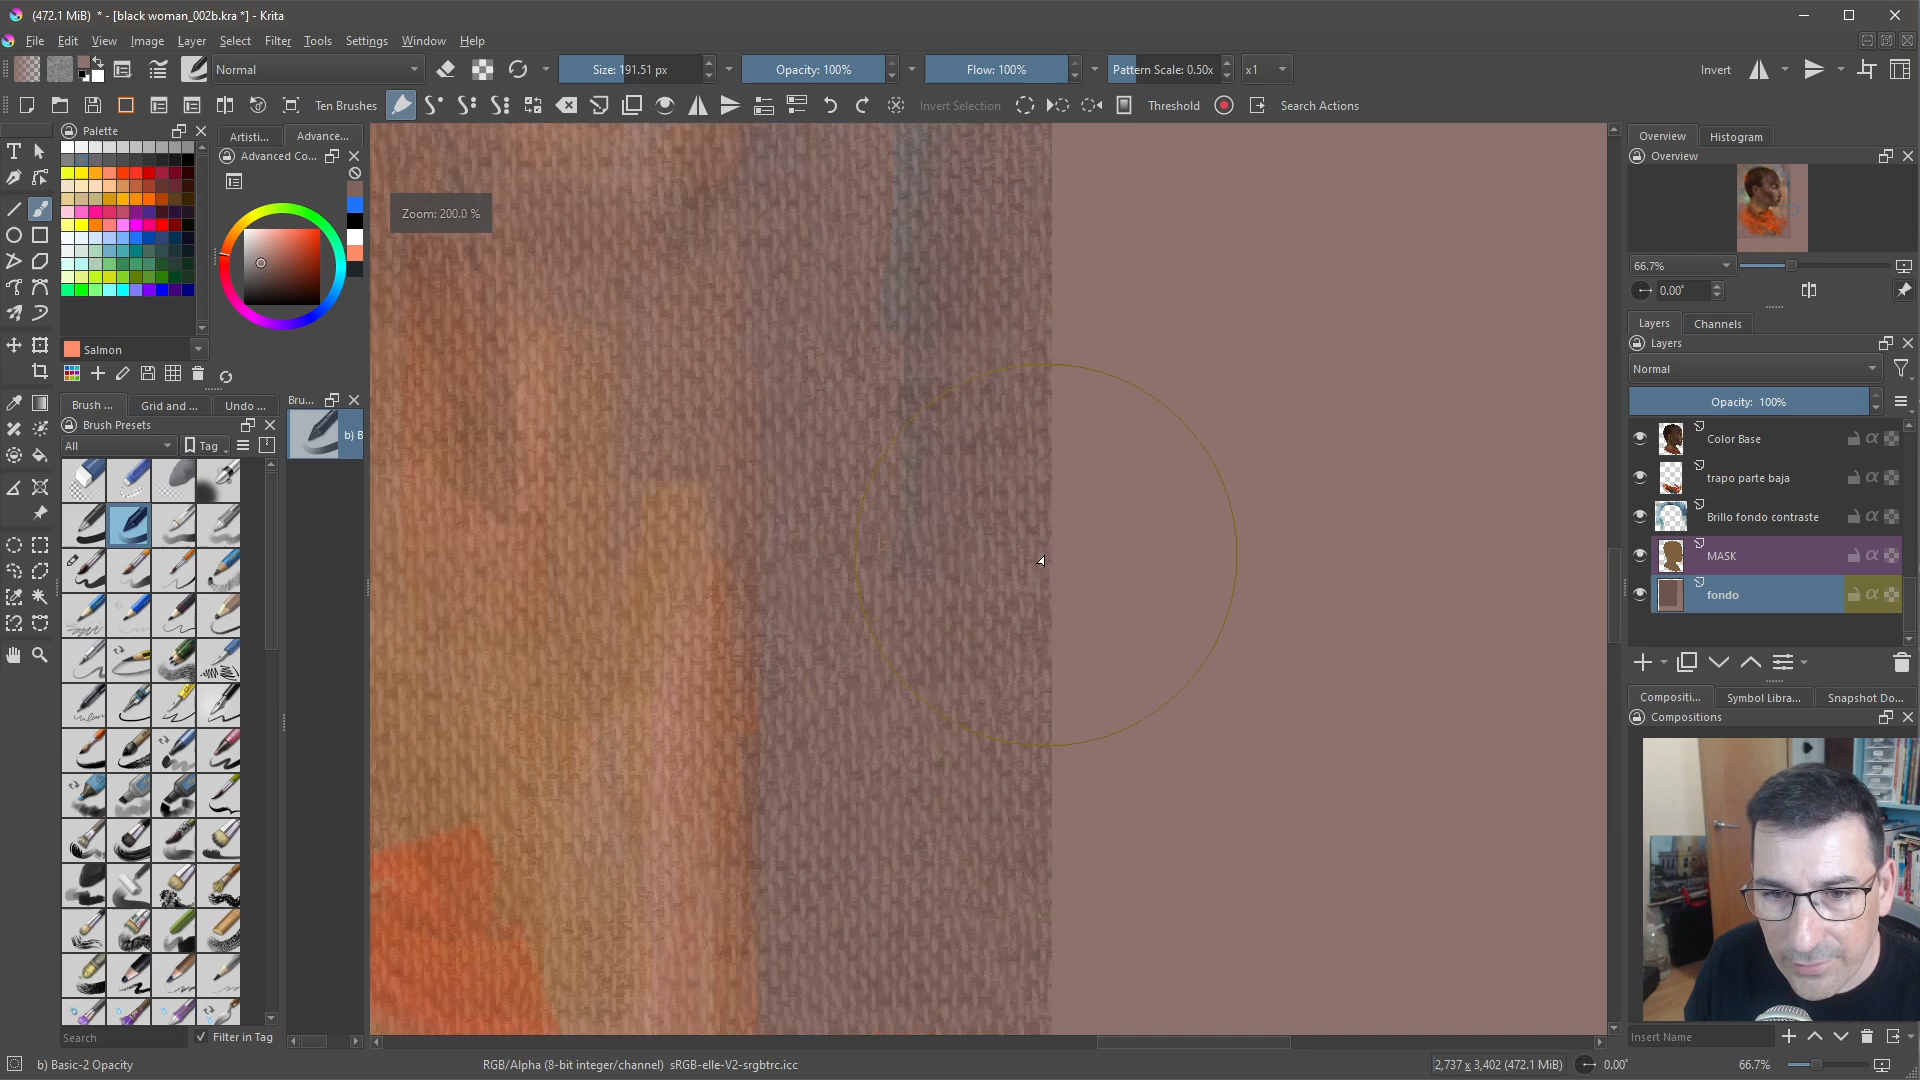 (472.1 MiB)  * - [black woman_002b.kra *] - Krita
File Edit View Image Layer Select Filter Tools Settings Window Help
Normal
Size: 191.51 px
Opacity: 100%
Flow: 100%
Pattern Scale: 0.50x
x1
Invert
Ten Brushes
Invert Selection
Threshold
Search Actions
Palette
Artisti...
Advance...
Advanced Co...
Zoom: 200.0 %
Salmon
Brush ...
Grid and ...
Undo ...
Bru...
Brush Presets
All
Tag
b) B
Search
Filter in Tag
Overview
Histogram
Overview
66.7%
0.00°
Layers
Channels
Layers
Normal
Opacity:  100%
Color Base
trapo parte baja
Brillo fondo contraste
MASK
fondo
Compositi...
Symbol Libra...
Snapshot Do...
Compositions
Insert Name
b) Basic-2 Opacity
RGB/Alpha (8-bit integer/channel)  sRGB-elle-V2-srgbtrc.icc
2,737 x 3,402 (472.1 MiB)
0.00°
66.7%